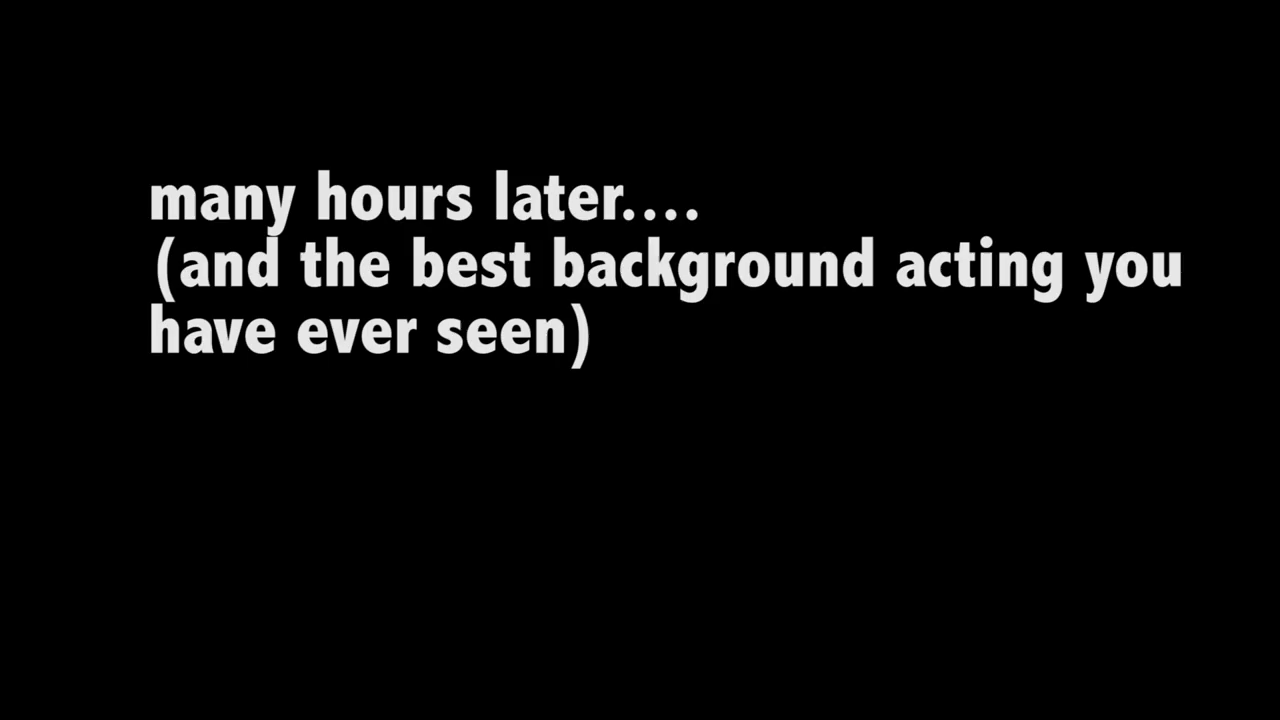 many hours later....
(and the best background acting you
have ever seen)